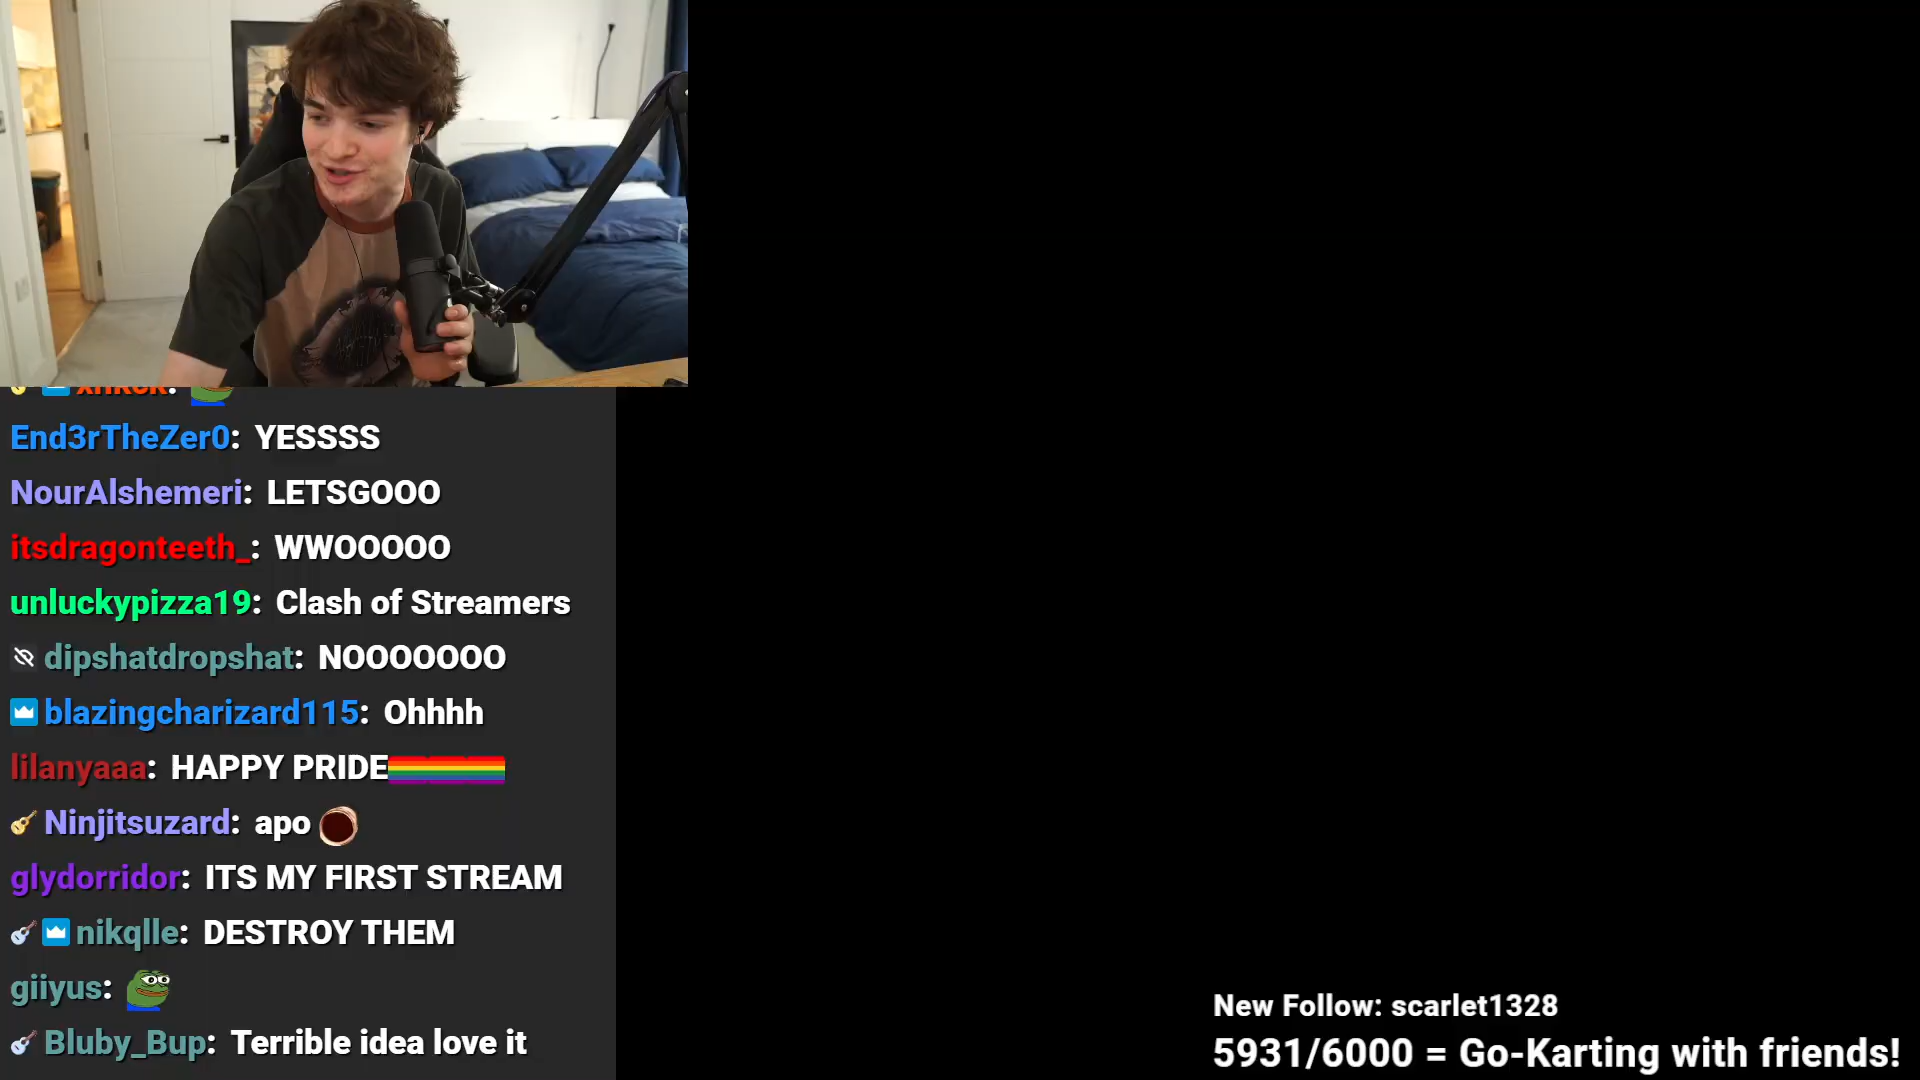 End3rTheZer0: YESSSS
NourAlshemeri: LETSGOOO
itsdragonteeth_: WWOOOOO
unluckypizza19: Clash of Streamers
dipshatdropshat: NOOOOOOO
blazingcharizard115: Ohhhh
lilanyaaa: HAPPY PRIDE
Ninjitsuzard: apo
glydorridor: ITS MY FIRST STREAM
nikqlle: DESTROY THEM
giiyus:
Bluby_Bup: Terrible idea love it
New Follow: scarlet1328
5931/6000 = Go-Karting with friends!